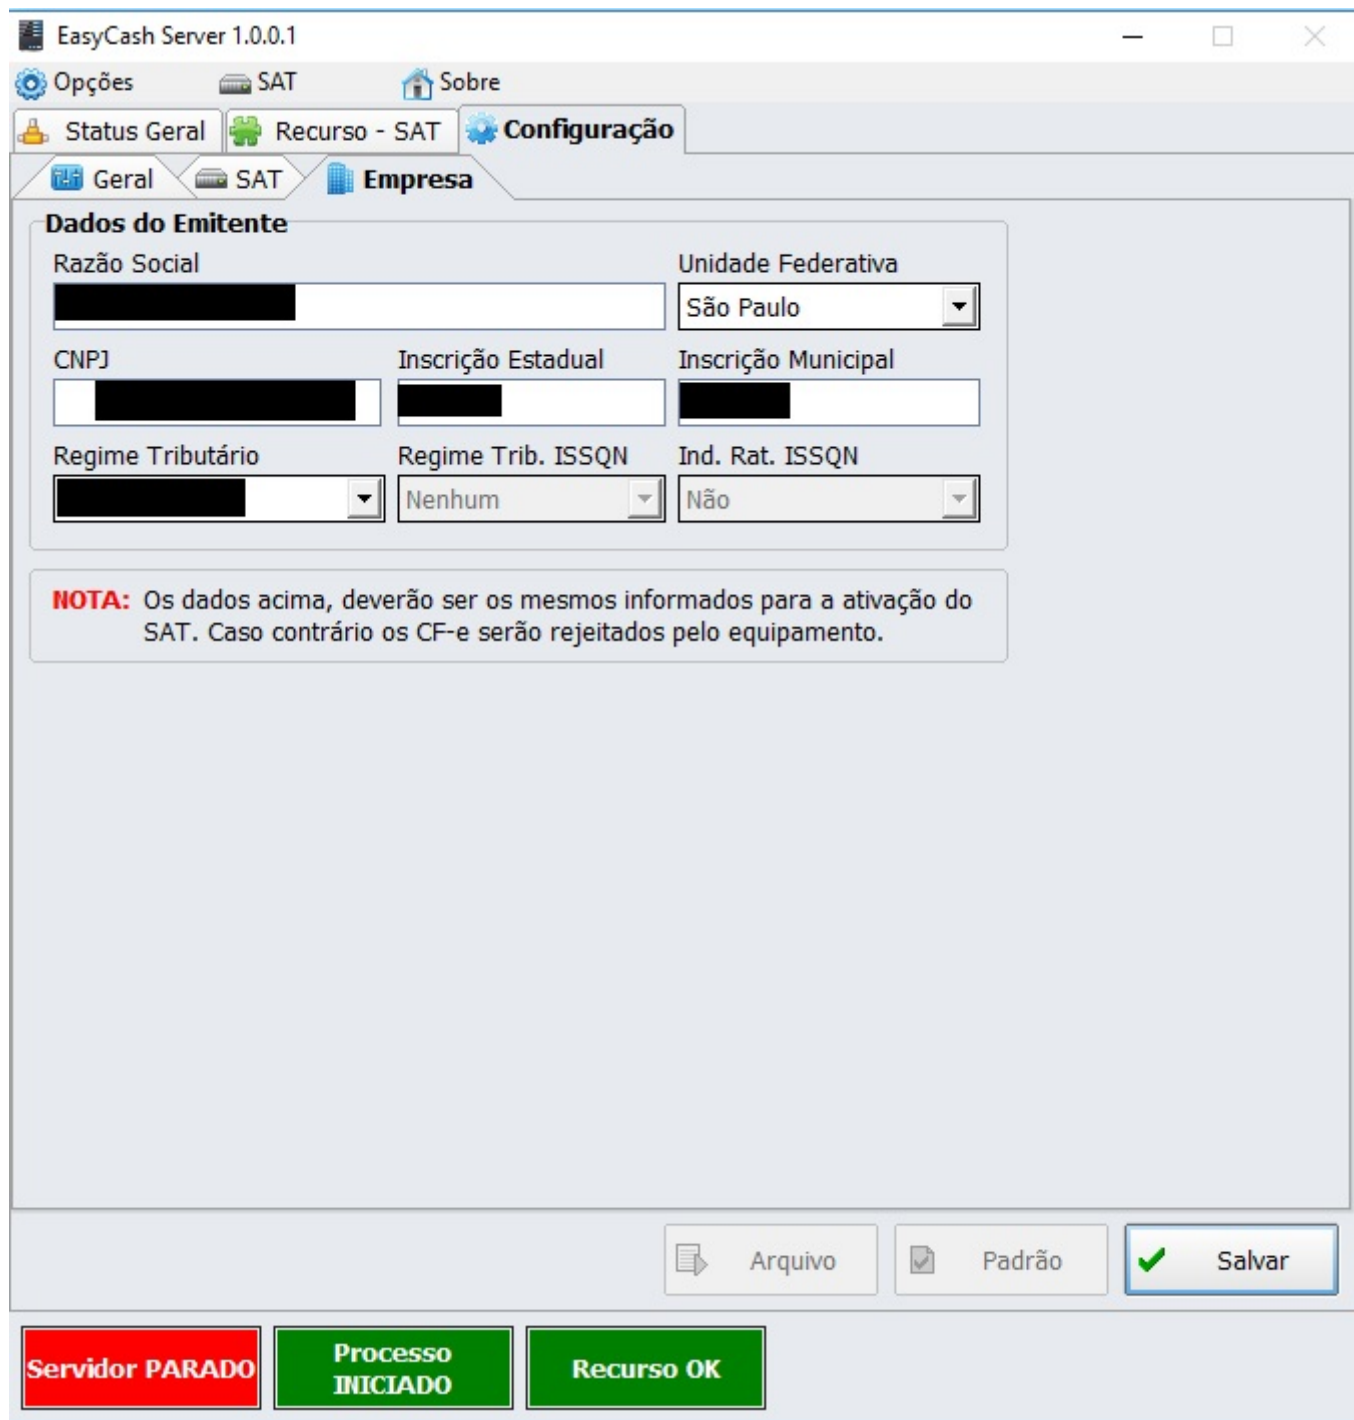 EasyCash Server 1.0.0.1
Opções SAT Sobre
Status Geral Recurso - SAT Configuração
Geral SAT Empresa
Dados do Emitente
Razão Social Unidade Federativa
São Paulo
CNPJ Inscrição Estadual Inscrição Municipal
Regime Tributário Regime Trib. ISSQN Ind. Rat. ISSQN
Nenhum Não
NOTA: Os dados acima, deverão ser os mesmos informados para a ativação do
SAT. Caso contrário os CF-e serão rejeitados pelo equipamento.
Arquivo Padrão Salvar
Servidor PARADO Processo INICIADO Recurso OK